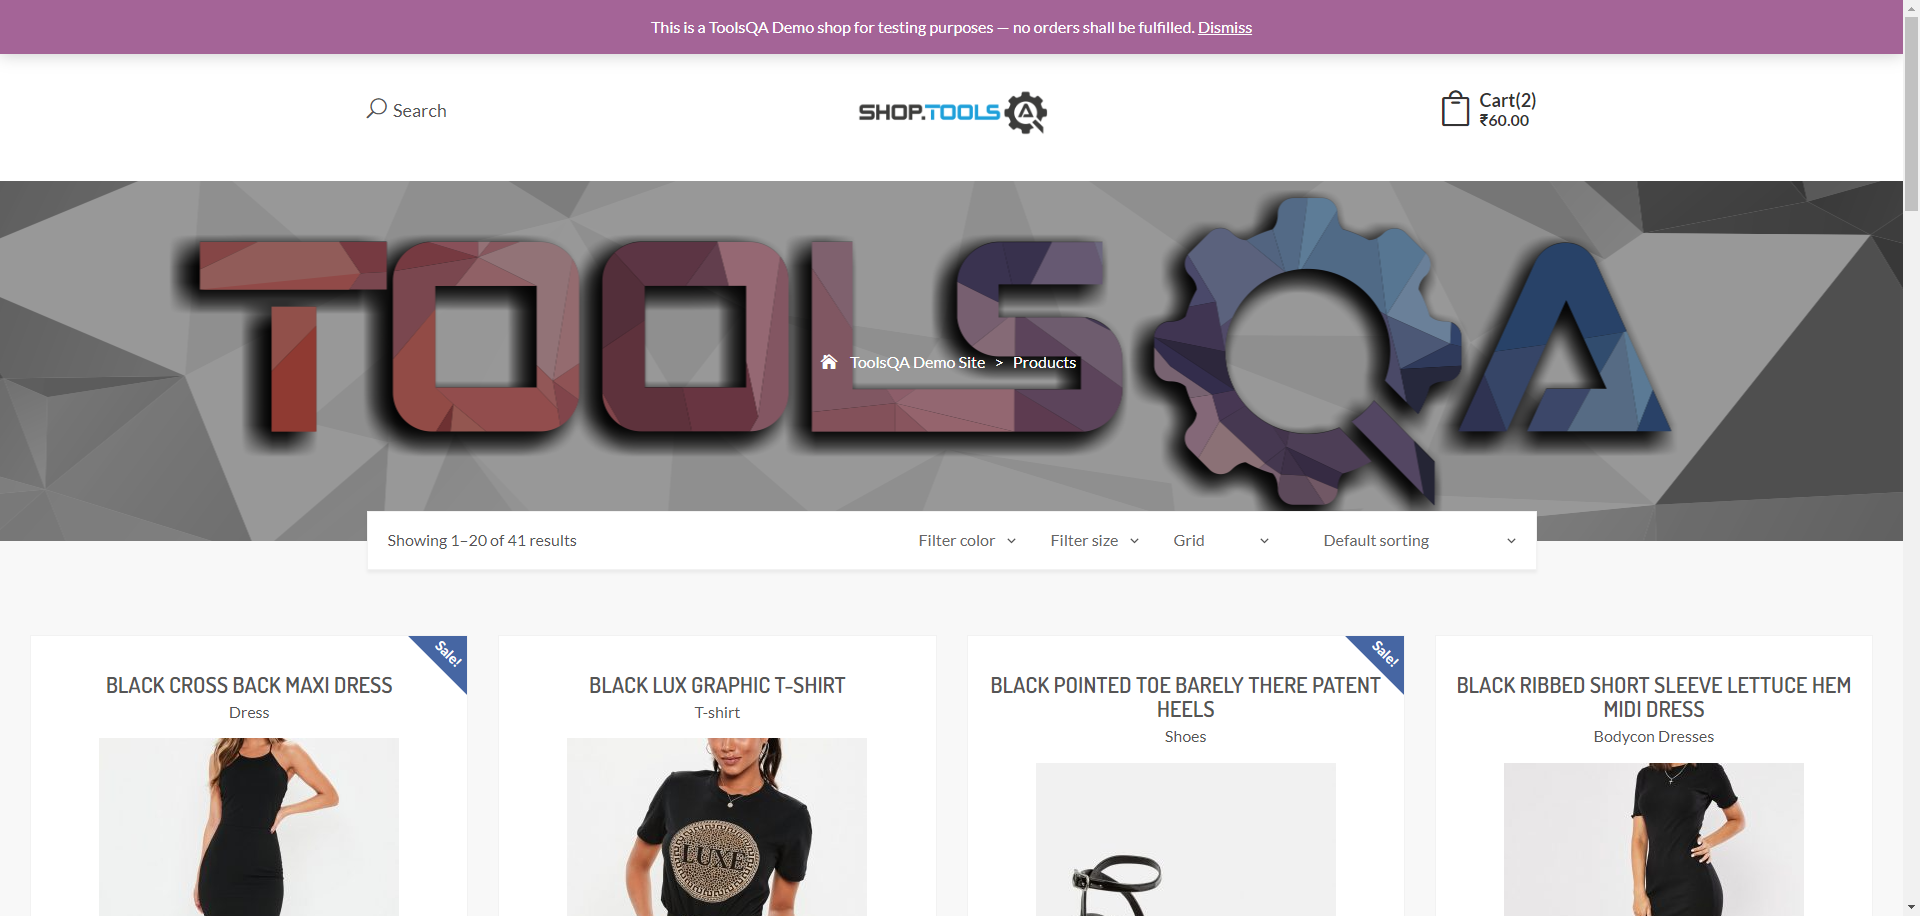 This is a ToolsQA Demo shop for testing purposes — no orders shall be fulfilled. Dismiss
Search
SHOP.TOOLS
Cart(2)
₹60.00
TOOLSQA
ToolsQA Demo Site > Products
Showing 1–20 of 41 results
Filter color
Filter size
Grid
Default sorting
Sale!
BLACK CROSS BACK MAXI DRESS
Dress
BLACK LUX GRAPHIC T-SHIRT
T-shirt
LUXE
Sale!
BLACK POINTED TOE BARELY THERE PATENT
HEELS
Shoes
BLACK RIBBED SHORT SLEEVE LETTUCE HEM
MIDI DRESS
Bodycon Dresses